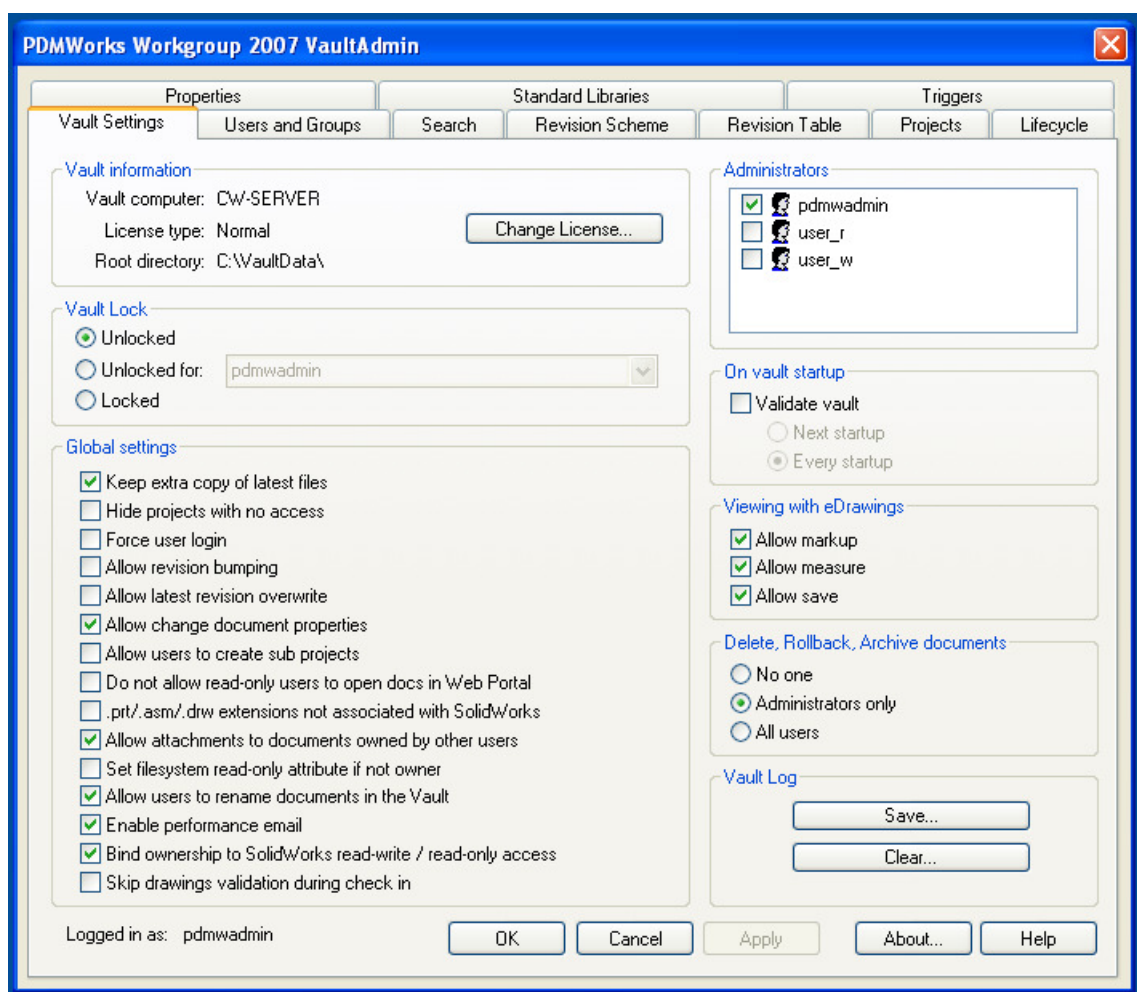 PDMWorks Workgroup 2007 VaultAdmin
Properties Standard Libraries Triggers
Vault Settings Users and Groups Search Revision Scheme Revision Table Projects Lifecycle
Vault information
Vault computer: CW-SERVER
License type: Normal
Change License...
Root directory: C:\VaultData\
Vault Lock
Unlocked
Unlocked for: pdmwadmin
Locked
Global settings
Keep extra copy of latest files
Hide projects with no access
Force user login
Allow revision bumping
Allow latest revision overwrite
Allow change document properties
Allow users to create sub projects
Do not allow read-only users to open docs in Web Portal
.prt/.asm/.drw extensions not associated with SolidWorks
Allow attachments to documents owned by other users
Set filesystem read-only attribute if not owner
Allow users to rename documents in the Vault
Enable performance email
Bind ownership to SolidWorks read-write / read-only access
Skip drawings validation during check in
Administrators
pdmwadmin
user_r
user_w
On vault startup
Validate vault
Next startup
Every startup
Viewing with eDrawings
Allow markup
Allow measure
Allow save
Delete, Rollback, Archive documents
No one
Administrators only
All users
Vault Log
Save...
Clear...
Logged in as: pdmwadmin
OK Cancel Apply About... Help